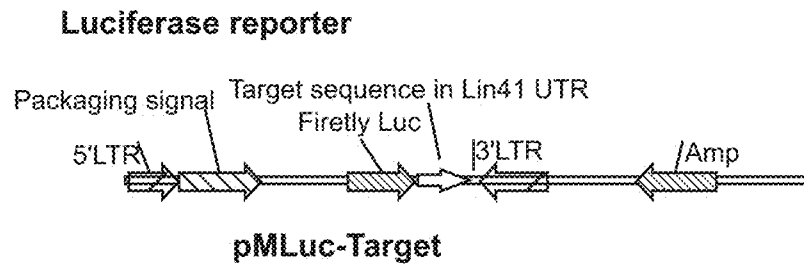 Luciferase reporter
Target sequence in Lin41 UTR
Packaging signal
Firetly Luc
5'LTR
3'LTR
Amp
pMLuc-Target